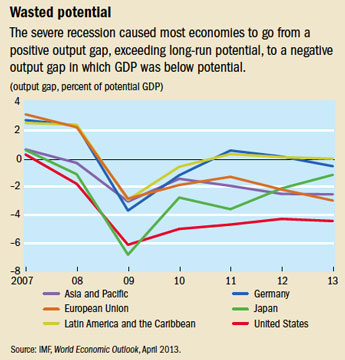 Wasted potential
The severe recession caused most economies to go from a
positive output gap, exceeding long-run potential, to a negative
output gap in which GDP was below potential.
(output gap, percent of potential GDP)
4
2
0
–2
–4
–6
–8
2007 08 09 10 11 12 13
Asia and Pacific Germany
European Union Japan
Latin America and the Caribbean United States
Source: IMF, World Economic Outlook, April 2013.